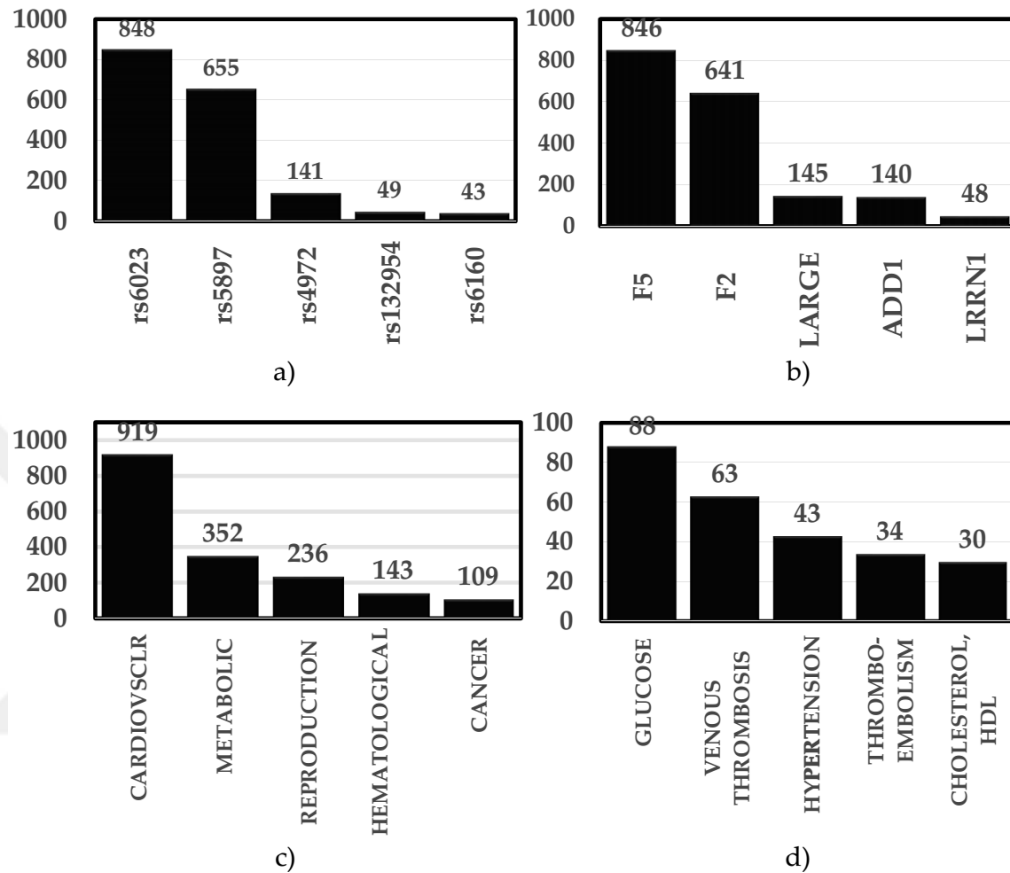 1000
800
600
400
200
0
848
655
141
49
43
rs6023
rs5897
rs4972
rs132954
rs6160
a)
1000
800
600
400
200
0
846
641
145
140
48
F5
F2
LARGE
ADD1
LRRN1
b)
1000
800
600
400
200
0
919
352
236
143
109
CARDIOVSCLR
METABOLIC
REPRODUCTION
HEMATOLOGICAL
CANCER
c)
100
80
60
40
20
0
88
63
43
34
30
GLUCOSE
VENOUS
THROMBOSIS
HYPERTENSION
THROMBO-
EMBOLISM
CHOLESTEROL,
HDL
d)